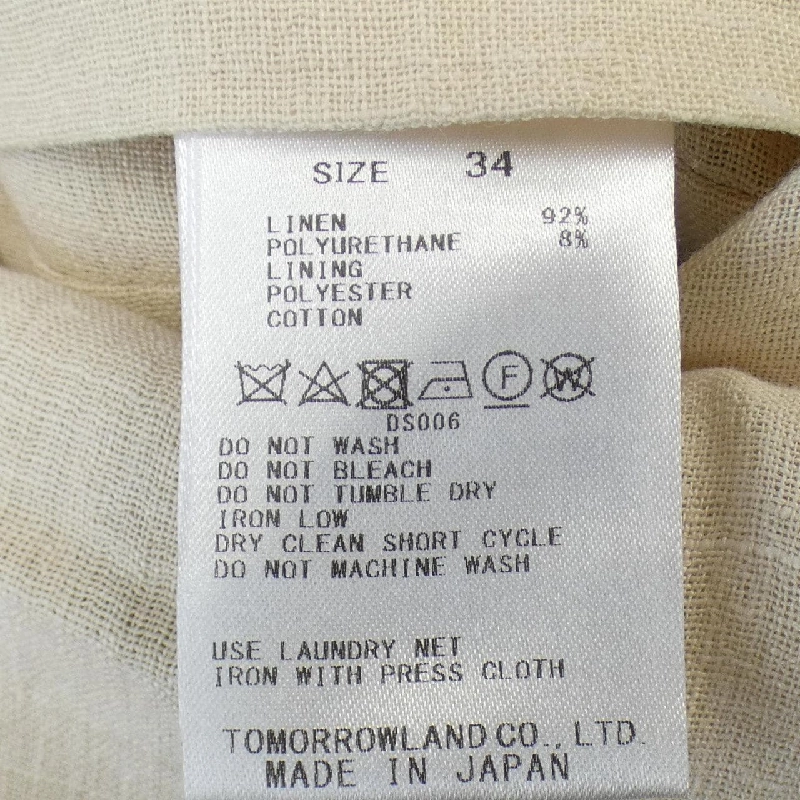 SIZE 34
LINEN 92%
POLYURETHANE 8%
LINING
POLYESTER
COTTON
F W
DS006
DO NOT WASH
DO NOT BLEACH
DO NOT TUMBLE DRY
IRON LOW
DRY CLEAN SHORT CYCLE
DO NOT MACHINE WASH
USE LAUNDRY NET
IRON WITH PRESS CLOTH
TOMORROWLAND CO., LTD.
MADE IN JAPAN